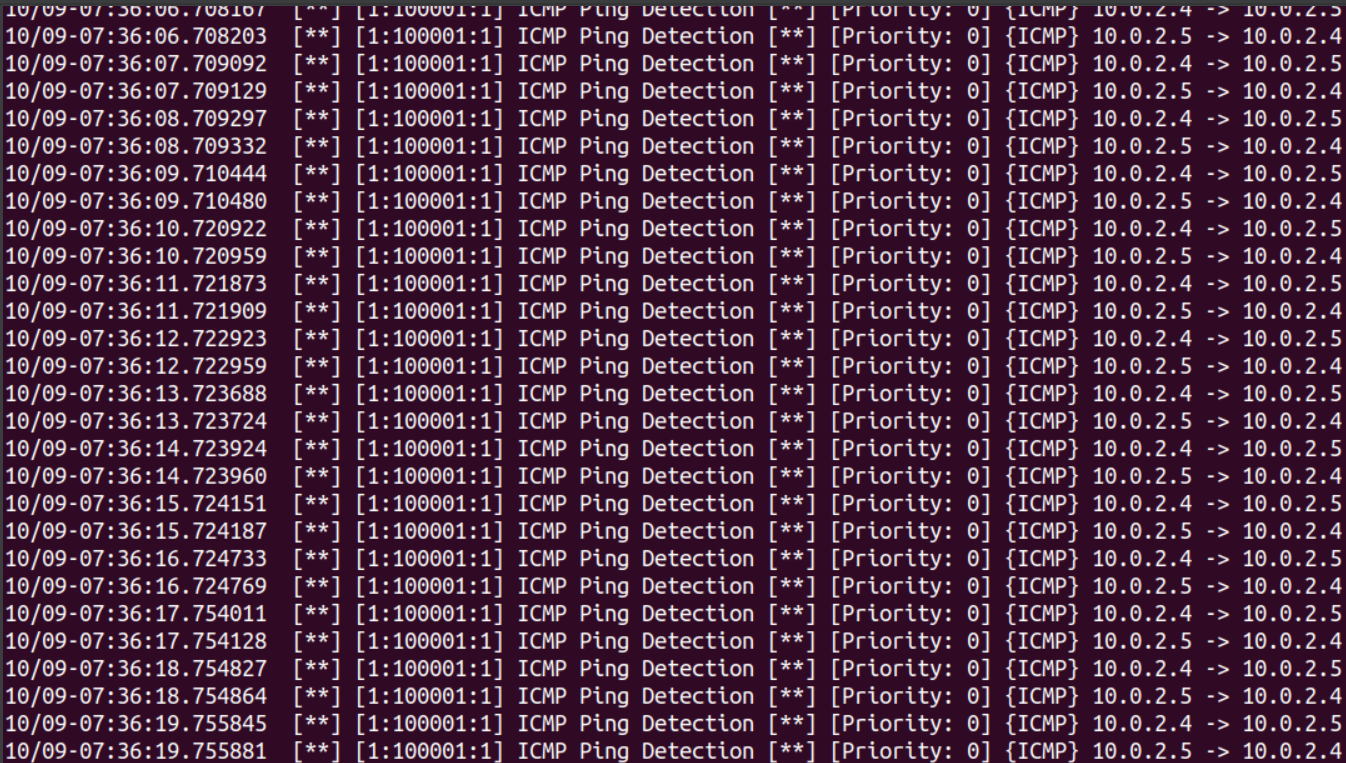 10/09-07:36:06.708167  [**] [1:100001:1] ICMP Ping Detection [**] [Priority: 0] {ICMP} 10.0.2.4 -> 10.0.2.5
10/09-07:36:06.708203  [**] [1:100001:1] ICMP Ping Detection [**] [Priority: 0] {ICMP} 10.0.2.5 -> 10.0.2.4
10/09-07:36:07.709092  [**] [1:100001:1] ICMP Ping Detection [**] [Priority: 0] {ICMP} 10.0.2.4 -> 10.0.2.5
10/09-07:36:07.709129  [**] [1:100001:1] ICMP Ping Detection [**] [Priority: 0] {ICMP} 10.0.2.5 -> 10.0.2.4
10/09-07:36:08.709297  [**] [1:100001:1] ICMP Ping Detection [**] [Priority: 0] {ICMP} 10.0.2.4 -> 10.0.2.5
10/09-07:36:08.709332  [**] [1:100001:1] ICMP Ping Detection [**] [Priority: 0] {ICMP} 10.0.2.5 -> 10.0.2.4
10/09-07:36:09.710444  [**] [1:100001:1] ICMP Ping Detection [**] [Priority: 0] {ICMP} 10.0.2.4 -> 10.0.2.5
10/09-07:36:09.710480  [**] [1:100001:1] ICMP Ping Detection [**] [Priority: 0] {ICMP} 10.0.2.5 -> 10.0.2.4
10/09-07:36:10.720922  [**] [1:100001:1] ICMP Ping Detection [**] [Priority: 0] {ICMP} 10.0.2.4 -> 10.0.2.5
10/09-07:36:10.720959  [**] [1:100001:1] ICMP Ping Detection [**] [Priority: 0] {ICMP} 10.0.2.5 -> 10.0.2.4
10/09-07:36:11.721873  [**] [1:100001:1] ICMP Ping Detection [**] [Priority: 0] {ICMP} 10.0.2.4 -> 10.0.2.5
10/09-07:36:11.721909  [**] [1:100001:1] ICMP Ping Detection [**] [Priority: 0] {ICMP} 10.0.2.5 -> 10.0.2.4
10/09-07:36:12.722923  [**] [1:100001:1] ICMP Ping Detection [**] [Priority: 0] {ICMP} 10.0.2.4 -> 10.0.2.5
10/09-07:36:12.722959  [**] [1:100001:1] ICMP Ping Detection [**] [Priority: 0] {ICMP} 10.0.2.5 -> 10.0.2.4
10/09-07:36:13.723688  [**] [1:100001:1] ICMP Ping Detection [**] [Priority: 0] {ICMP} 10.0.2.4 -> 10.0.2.5
10/09-07:36:13.723724  [**] [1:100001:1] ICMP Ping Detection [**] [Priority: 0] {ICMP} 10.0.2.5 -> 10.0.2.4
10/09-07:36:14.723924  [**] [1:100001:1] ICMP Ping Detection [**] [Priority: 0] {ICMP} 10.0.2.4 -> 10.0.2.5
10/09-07:36:14.723960  [**] [1:100001:1] ICMP Ping Detection [**] [Priority: 0] {ICMP} 10.0.2.5 -> 10.0.2.4
10/09-07:36:15.724151  [**] [1:100001:1] ICMP Ping Detection [**] [Priority: 0] {ICMP} 10.0.2.4 -> 10.0.2.5
10/09-07:36:15.724187  [**] [1:100001:1] ICMP Ping Detection [**] [Priority: 0] {ICMP} 10.0.2.5 -> 10.0.2.4
10/09-07:36:16.724733  [**] [1:100001:1] ICMP Ping Detection [**] [Priority: 0] {ICMP} 10.0.2.4 -> 10.0.2.5
10/09-07:36:16.724769  [**] [1:100001:1] ICMP Ping Detection [**] [Priority: 0] {ICMP} 10.0.2.5 -> 10.0.2.4
10/09-07:36:17.754011  [**] [1:100001:1] ICMP Ping Detection [**] [Priority: 0] {ICMP} 10.0.2.4 -> 10.0.2.5
10/09-07:36:17.754128  [**] [1:100001:1] ICMP Ping Detection [**] [Priority: 0] {ICMP} 10.0.2.5 -> 10.0.2.4
10/09-07:36:18.754827  [**] [1:100001:1] ICMP Ping Detection [**] [Priority: 0] {ICMP} 10.0.2.4 -> 10.0.2.5
10/09-07:36:18.754864  [**] [1:100001:1] ICMP Ping Detection [**] [Priority: 0] {ICMP} 10.0.2.5 -> 10.0.2.4
10/09-07:36:19.755845  [**] [1:100001:1] ICMP Ping Detection [**] [Priority: 0] {ICMP} 10.0.2.4 -> 10.0.2.5
10/09-07:36:19.755881  [**] [1:100001:1] ICMP Ping Detection [**] [Priority: 0] {ICMP} 10.0.2.5 -> 10.0.2.4